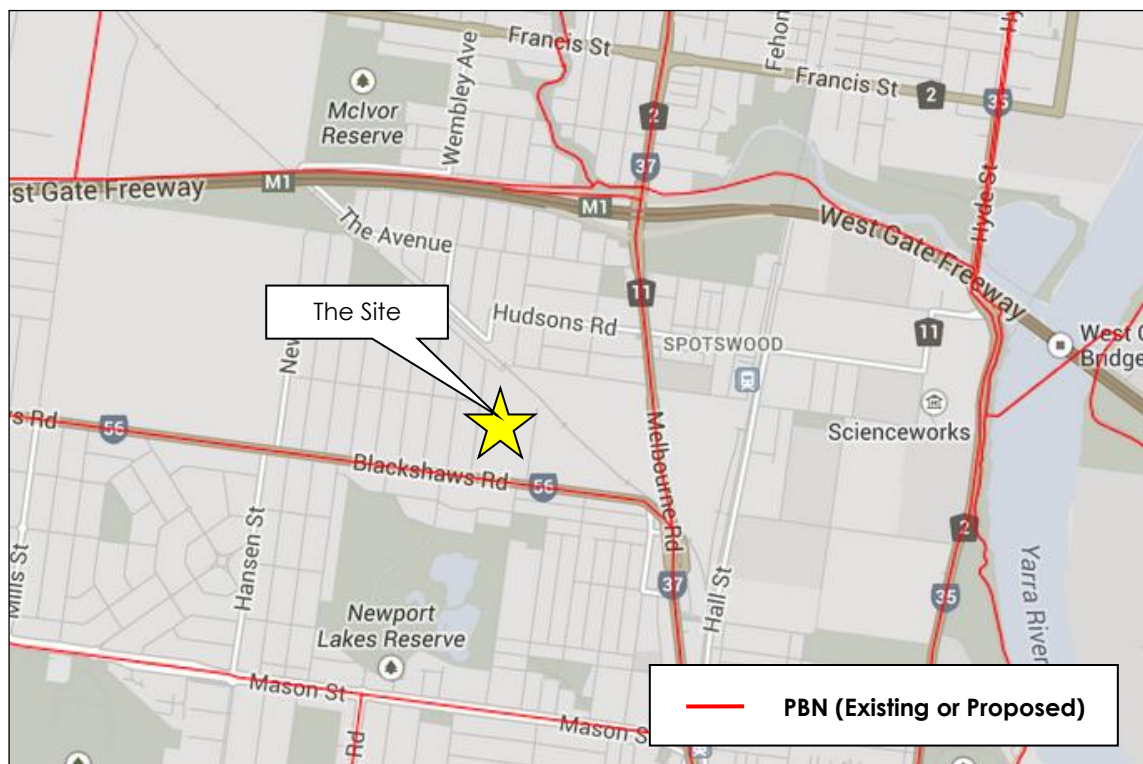 Francis St
Francis St
Fehon
Hyde St
Hy
2
35
McIvor
Reserve
Wembley Ave
2
37
st Gate Freeway
M1
M1
West Gate Freeway
The Avenue
The Site
11
Hudsons Rd
SPOTSWOOD
11
West G
Bridge
New
Scienceworks
's Rd
56
Blackshaws Rd
56
Melbourne Rd
2
Mills St
Hansen St
37
Hall St
35
Yarra River
Newport
Lakes Reserve
Mason St
Mason S
Rd
PBN (Existing or Proposed)